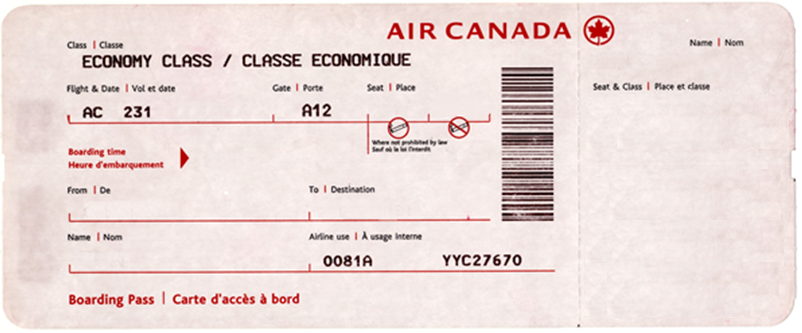 AIR CANADA
Class | Classe
ECONOMY CLASS / CLASSE ECONOMIQUE
Name | Nom
Flight & Date | Vol et date
Gate | Porte
Seat | Place
Seat & Class | Place et classe
AC 231
A12
Where not prohibited by law
Sauf où la loi l'interdit
Boarding time
Heure d'embarquement
From | De
To | Destination
Name | Nom
Airline use | À usage interne
0081A
YYC27670
Boarding Pass | Carte d'accès à bord